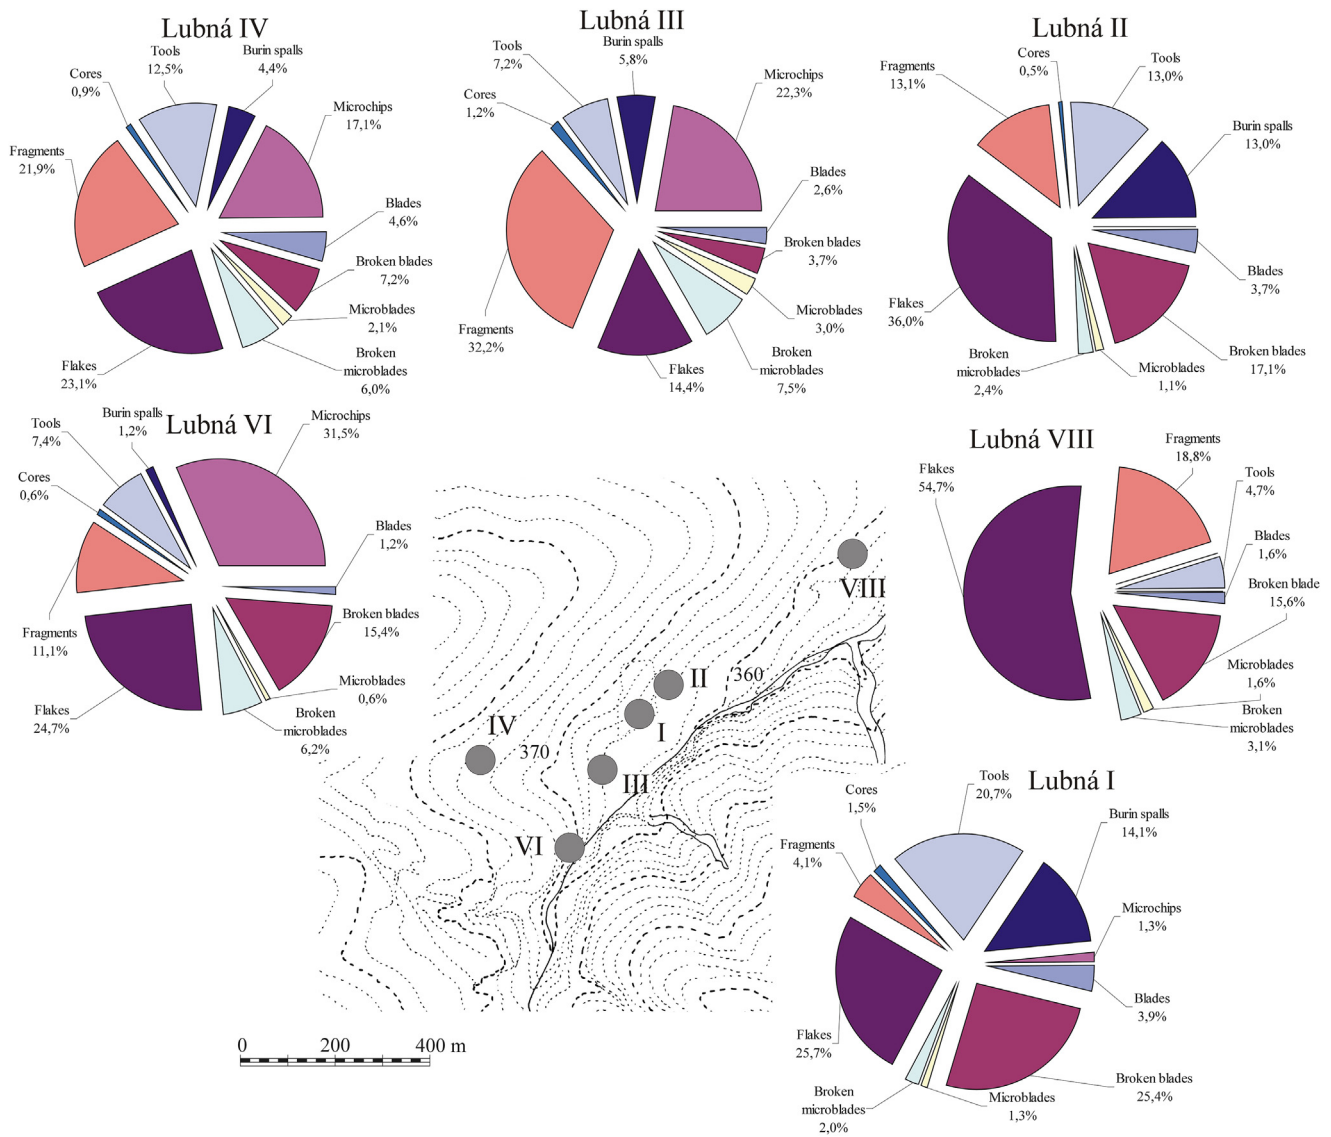 Lubná IV
Tools
12,5%
Burin spalls
4,4%
Cores
0,9%
Microchips
17,1%
Fragments
21,9%
Blades
4,6%
Broken blades
7,2%
Microblades
2,1%
Broken
microblades
6,0%
Flakes
23,1%
Lubná III
Burin spalls
5,8%
Tools
7,2%
Microchips
22,3%
Cores
1,2%
Blades
2,6%
Broken blades
3,7%
Microblades
3,0%
Broken
microblades
7,5%
Flakes
14,4%
Fragments
32,2%
Lubná II
Cores
0,5%
Tools
13,0%
Fragments
13,1%
Burin spalls
13,0%
Blades
3,7%
Broken blades
17,1%
Microblades
1,1%
Broken
microblades
2,4%
Flakes
36,0%
Lubná VI
Burin spalls
1,2%
Tools
7,4%
Microchips
31,5%
Cores
0,6%
Blades
1,2%
Broken blades
15,4%
Microblades
0,6%
Broken
microblades
6,2%
Flakes
24,7%
Fragments
11,1%
Lubná VIII
Fragments
18,8%
Flakes
54,7%
Tools
4,7%
Blades
1,6%
Broken blade
15,6%
Microblades
1,6%
Broken
microblades
3,1%
VIII
II
360
I
IV
370
III
VI
0 200 400 m
Lubná I
Tools
20,7%
Cores
1,5%
Burin spalls
14,1%
Fragments
4,1%
Microchips
1,3%
Blades
3,9%
Flakes
25,7%
Broken blades
25,4%
Microblades
1,3%
Broken
microblades
2,0%